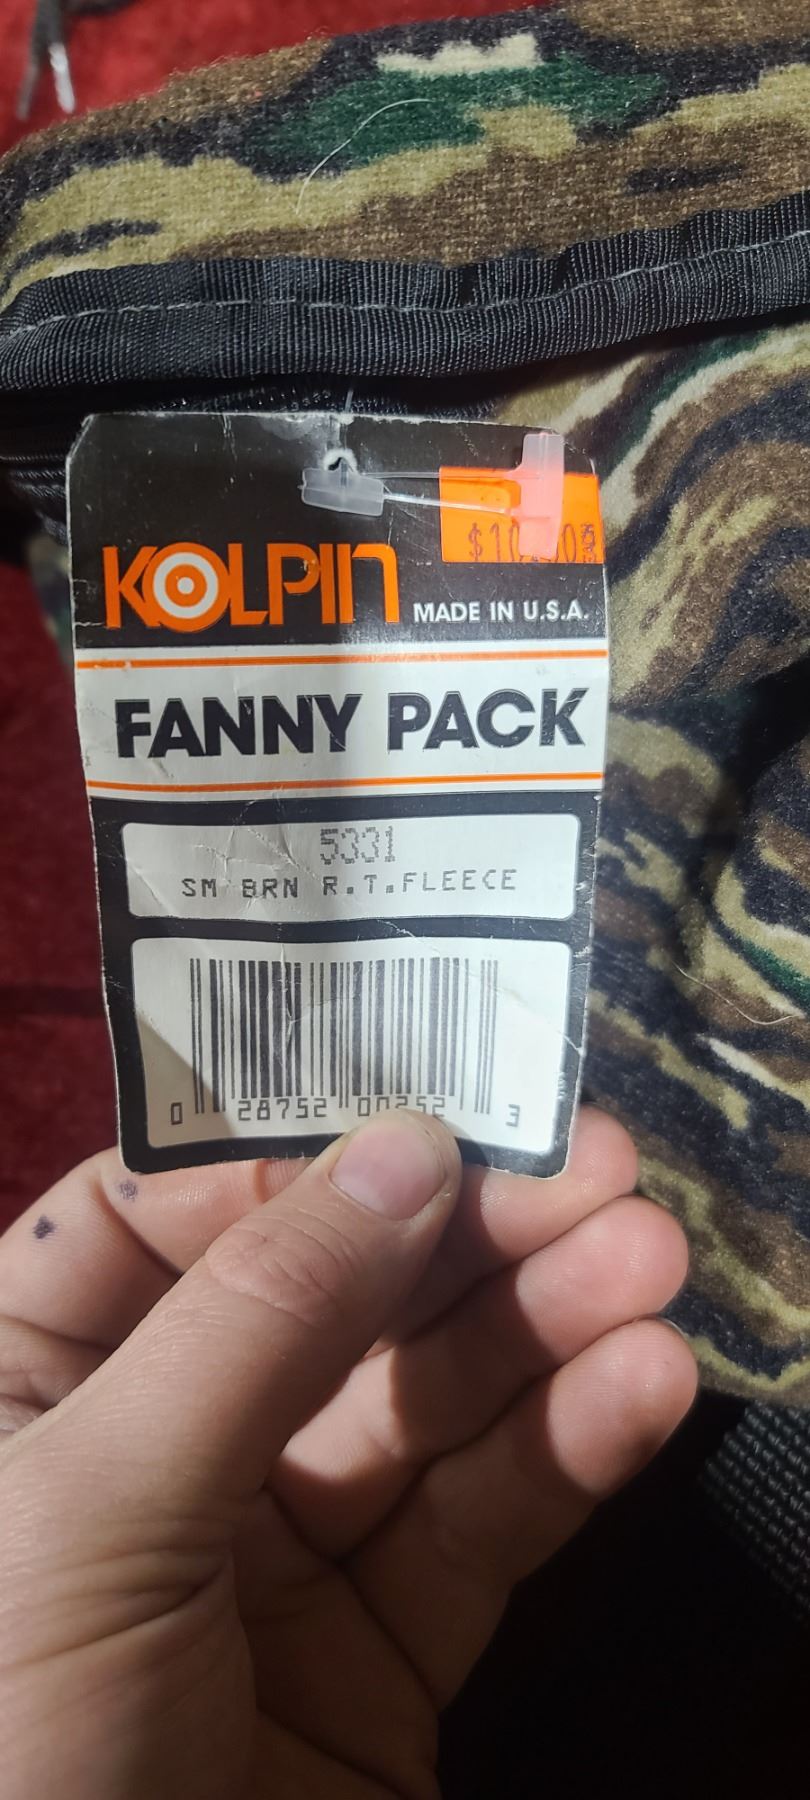 KOLPIN
MADE IN U.S.A.
FANNY PACK
5331
SM BRN R.T.FLEECE
0 28752 00252 3